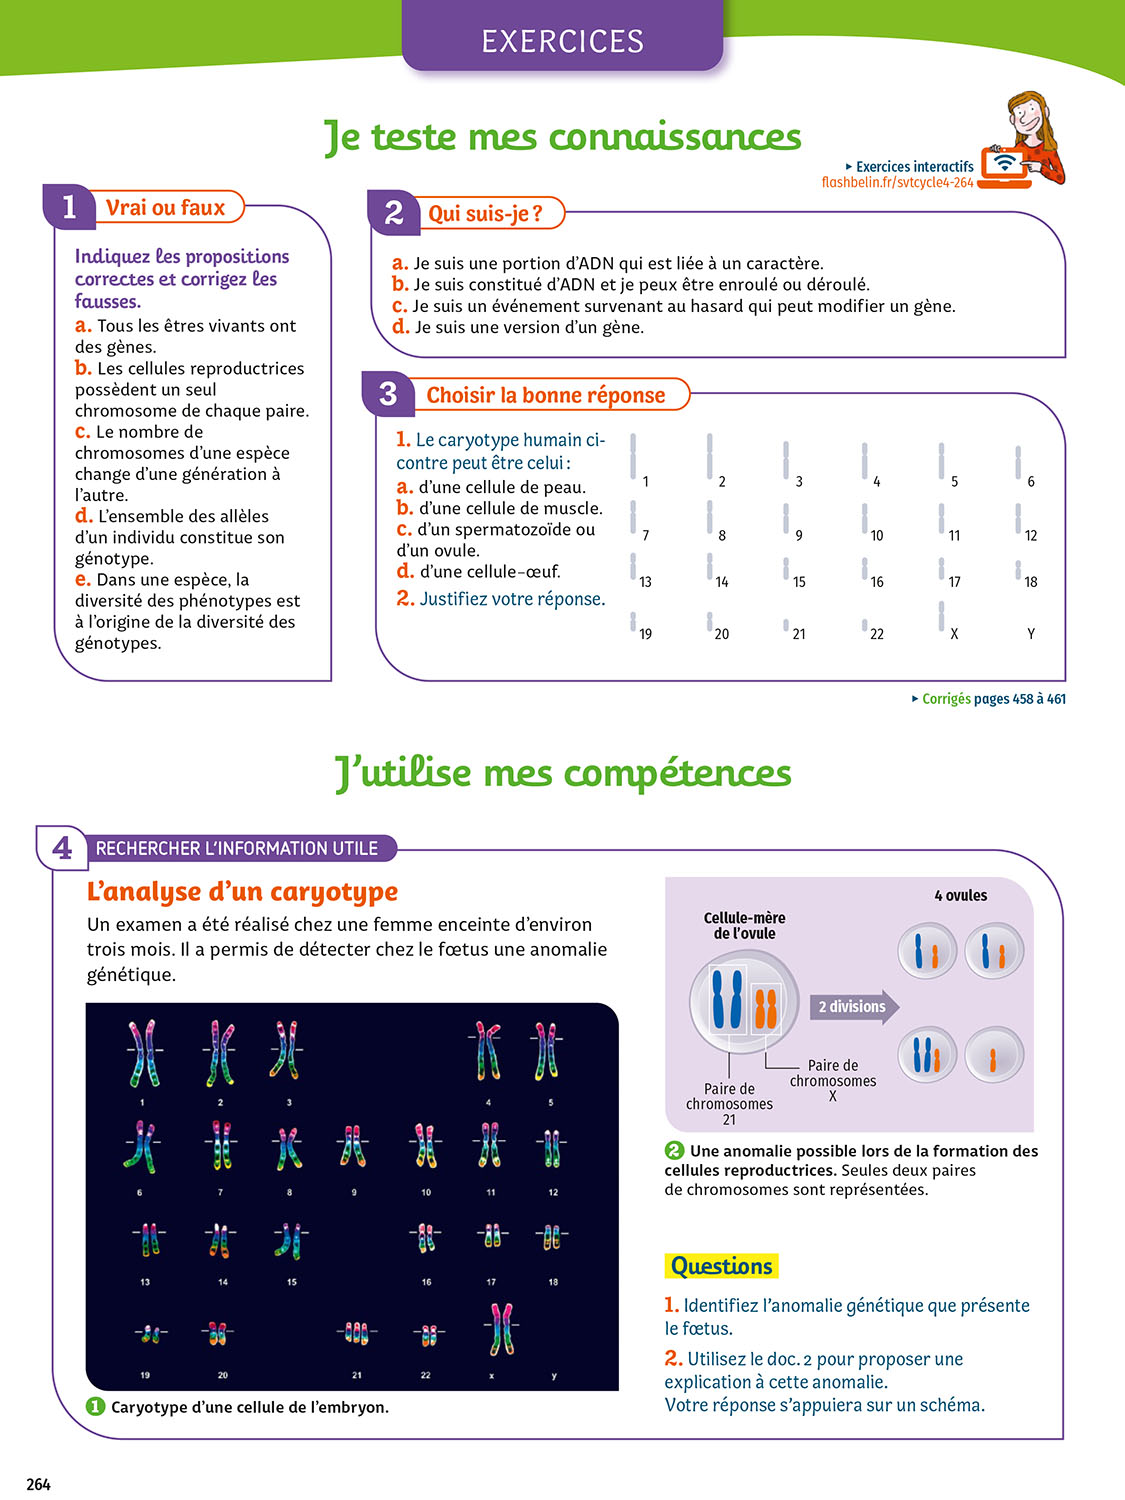 EXERCICES
Je teste mes connaissances
▸ Exercices interactifs
flashbelin.fr/svtcycle4-264
1 Vrai ou faux
Indiquez les propositions
correctes et corrigez les
fausses.
a. Tous les êtres vivants ont
des gènes.
b. Les cellules reproductrices
possèdent un seul
chromosome de chaque paire.
c. Le nombre de
chromosomes d'une espèce
change d'une génération à
l'autre.
d. L'ensemble des allèles
d'un individu constitue son
génotype.
e. Dans une espèce, la
diversité des phénotypes est
à l'origine de la diversité des
génotypes.
2 Qui suis-je ?
a. Je suis une portion d'ADN qui est liée à un caractère.
b. Je suis constitué d'ADN et je peux être enroulé ou déroulé.
c. Je suis un événement survenant au hasard qui peut modifier un gène.
d. Je suis une version d'un gène.
3 Choisir la bonne réponse
1. Le caryotype humain ci-
contre peut être celui :
a. d'une cellule de peau.
b. d'une cellule de muscle.
c. d'un spermatozoïde ou
d'un ovule.
d. d'une cellule-œuf.
2. Justifiez votre réponse.
1 2 3 4 5 6
7 8 9 10 11 12
13 14 15 16 17 18
19 20 21 22 X Y
▸ Corrigés pages 458 à 461
J'utilise mes compétences
4 RECHERCHER L'INFORMATION UTILE
L'analyse d'un caryotype
Un examen a été réalisé chez une femme enceinte d'environ
trois mois. Il a permis de détecter chez le fœtus une anomalie
génétique.
1 2 3 4 5
6 7 8 9 10 11 12
13 14 15 16 17 18
19 20 21 22 x y
1 Caryotype d'une cellule de l'embryon.
4 ovules
Cellule-mère
de l'ovule
2 divisions
Paire de
chromosomes
X
Paire de
chromosomes
21
2 Une anomalie possible lors de la formation des
cellules reproductrices. Seules deux paires
de chromosomes sont représentées.
Questions
1. Identifiez l'anomalie génétique que présente
le fœtus.
2. Utilisez le doc. 2 pour proposer une
explication à cette anomalie.
Votre réponse s'appuiera sur un schéma.
264